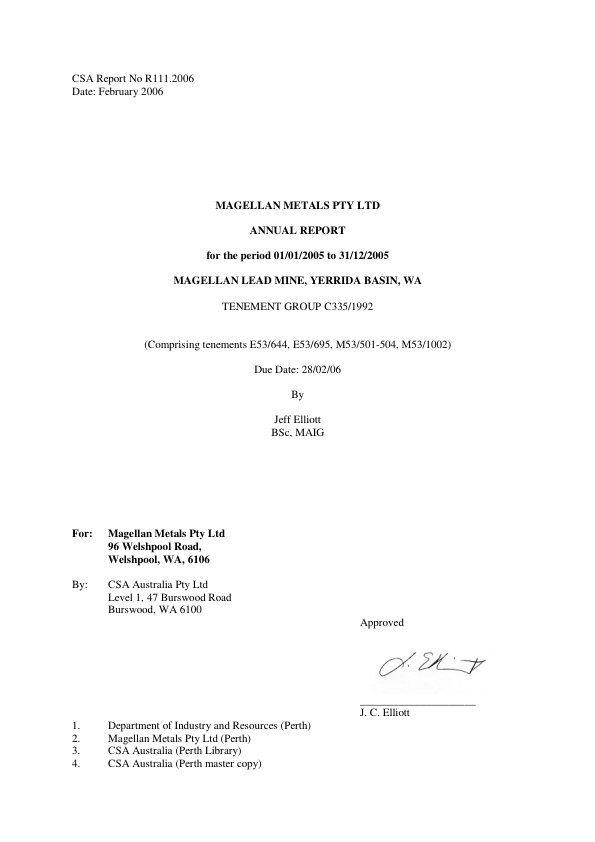 CSA Report No R111.2006
Date: February 2006
MAGELLAN METALS PTY LTD
ANNUAL REPORT
for the period 01/01/2005 to 31/12/2005
MAGELLAN LEAD MINE, YERRIDA BASIN, WA
TENEMENT GROUP C335/1992
(Comprising tenements E53/644, E53/695, M53/501-504, M53/1002)
Due Date: 28/02/06
By
Jeff Elliott
BSc, MAIG
For: Magellan Metals Pty Ltd
96 Welshpool Road,
Welshpool, WA, 6106
By: CSA Australia Pty Ltd
Level 1, 47 Burswood Road
Burswood, WA 6100
Approved
J. Elliott
J. C. Elliott
1. Department of Industry and Resources (Perth)
2. Magellan Metals Pty Ltd (Perth)
3. CSA Australia (Perth Library)
4. CSA Australia (Perth master copy)